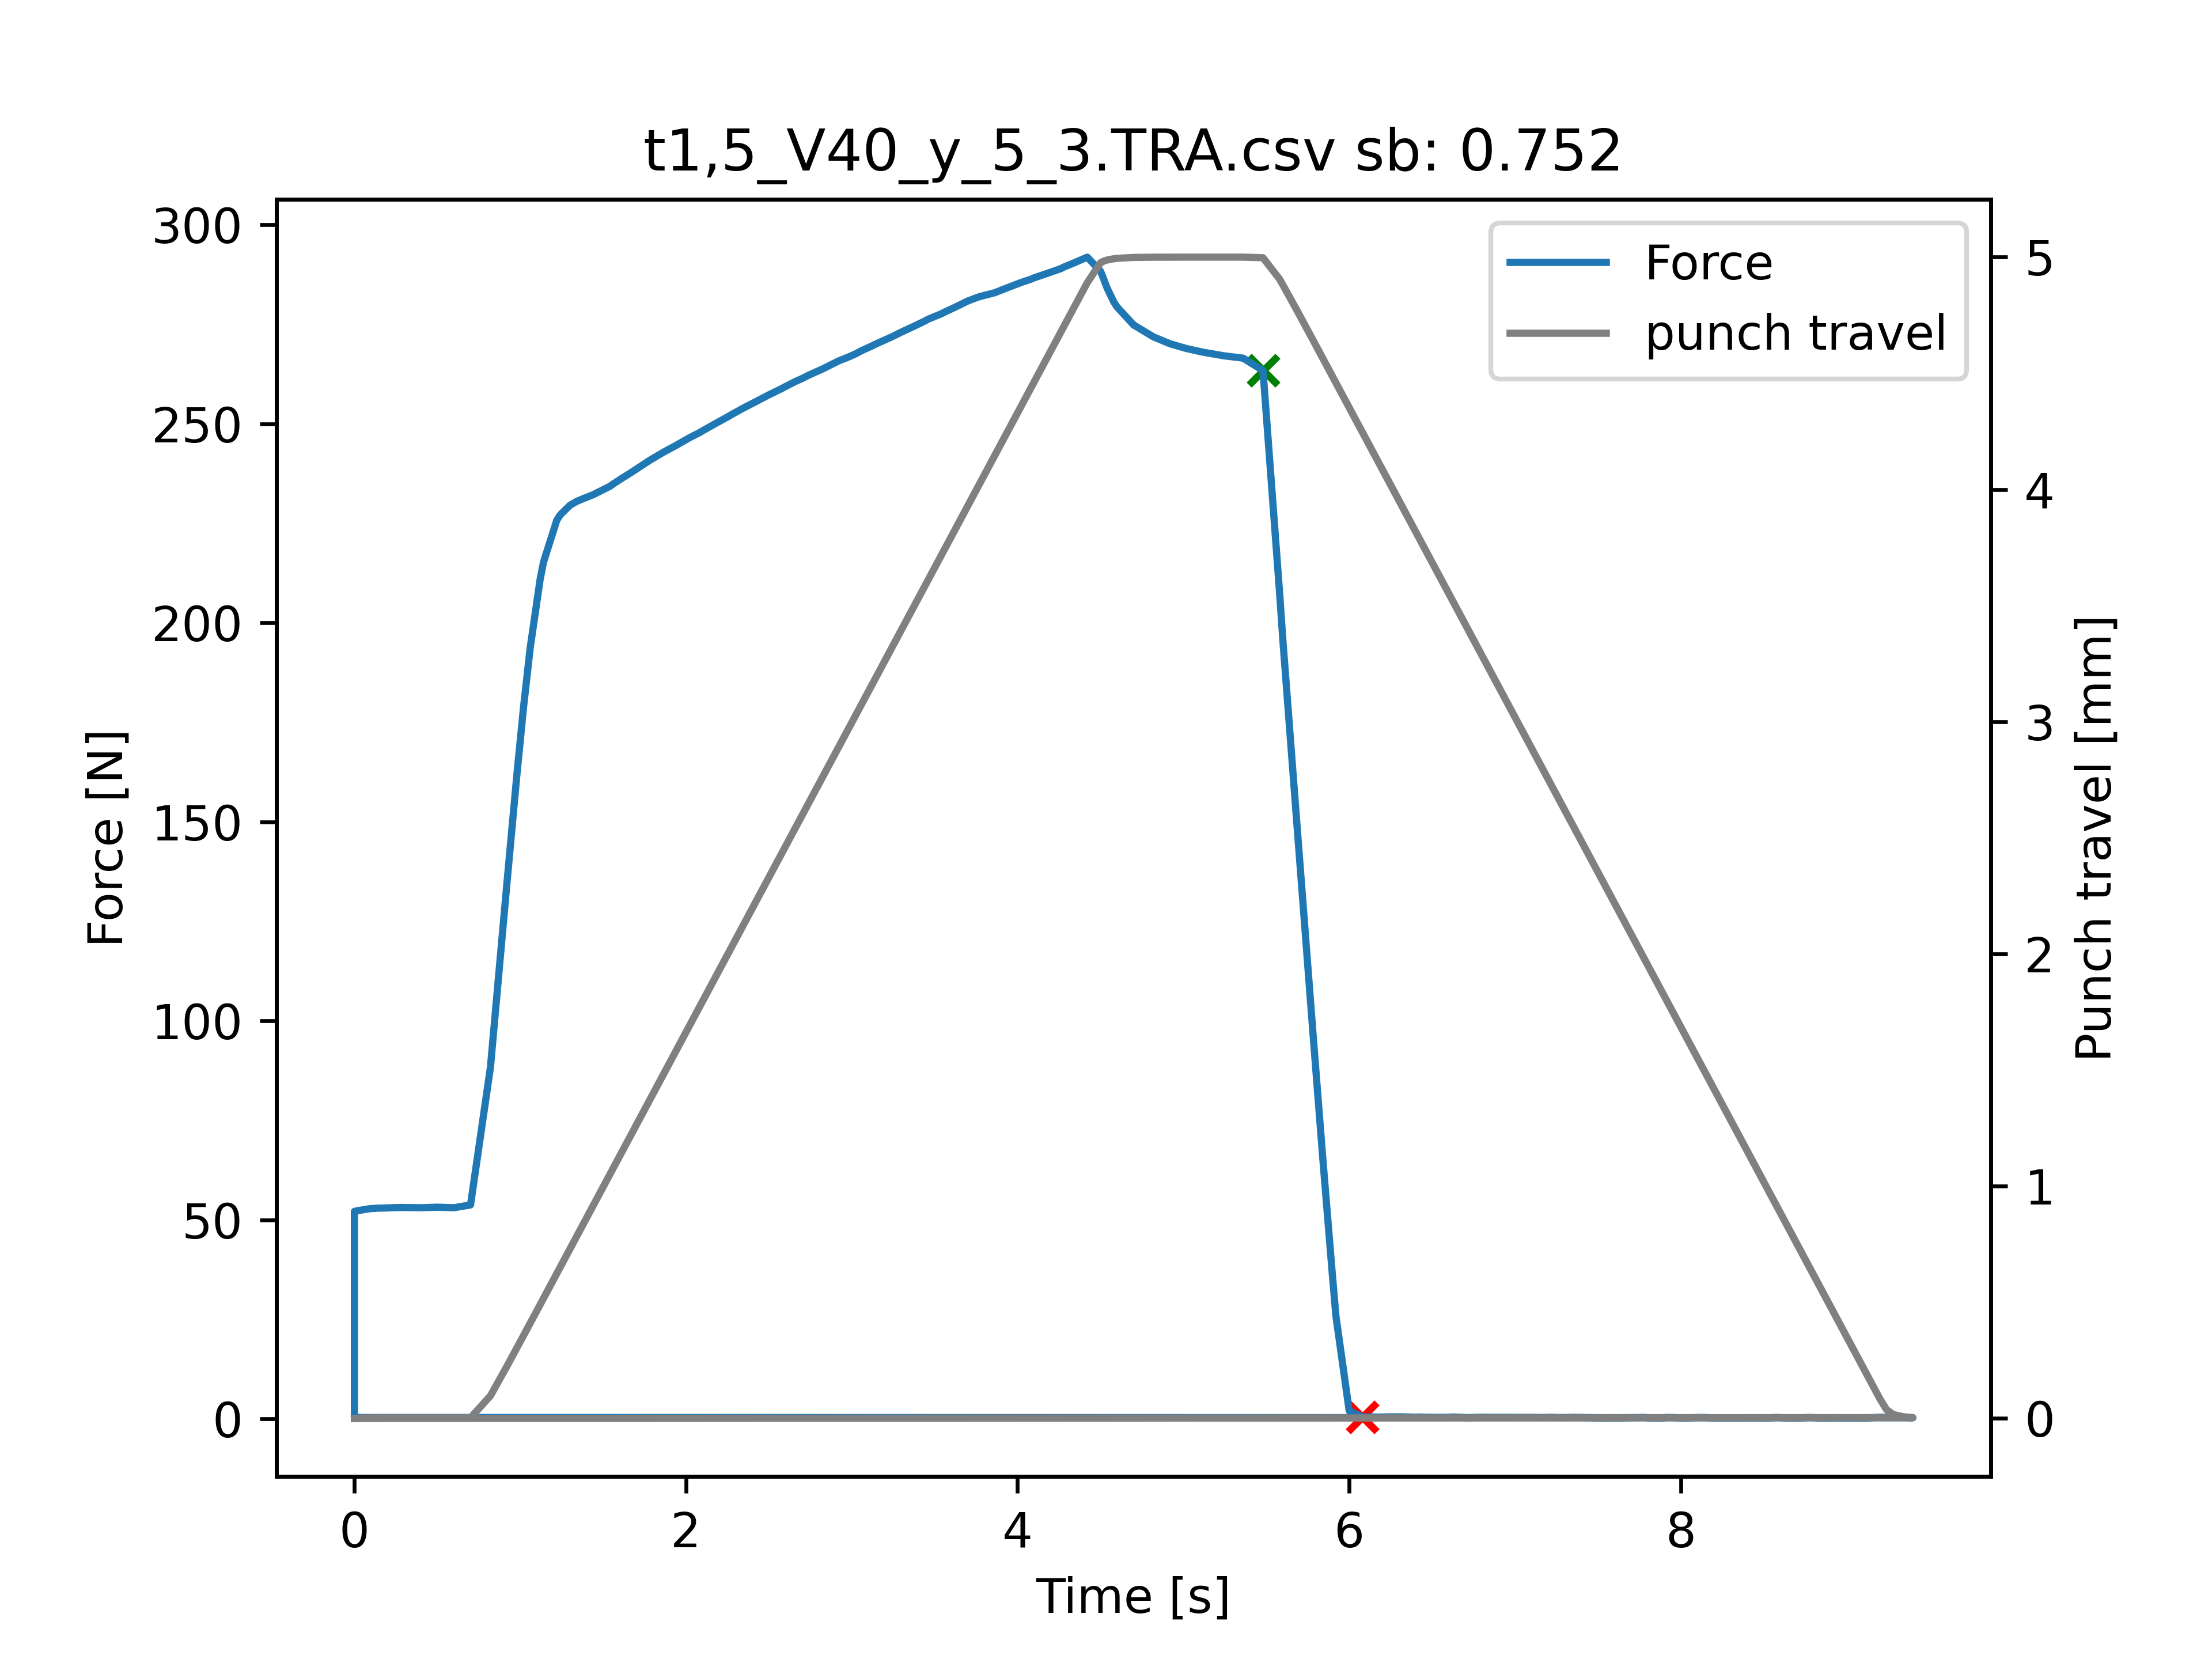 t1,5_V40_y_5_3.TRA.csv sb: 0.752
Force
punch travel
300
250
200
150
100
50
0
Force [N]
5
4
3
2
1
0
Punch travel [mm]
0 2 4 6 8
Time [s]